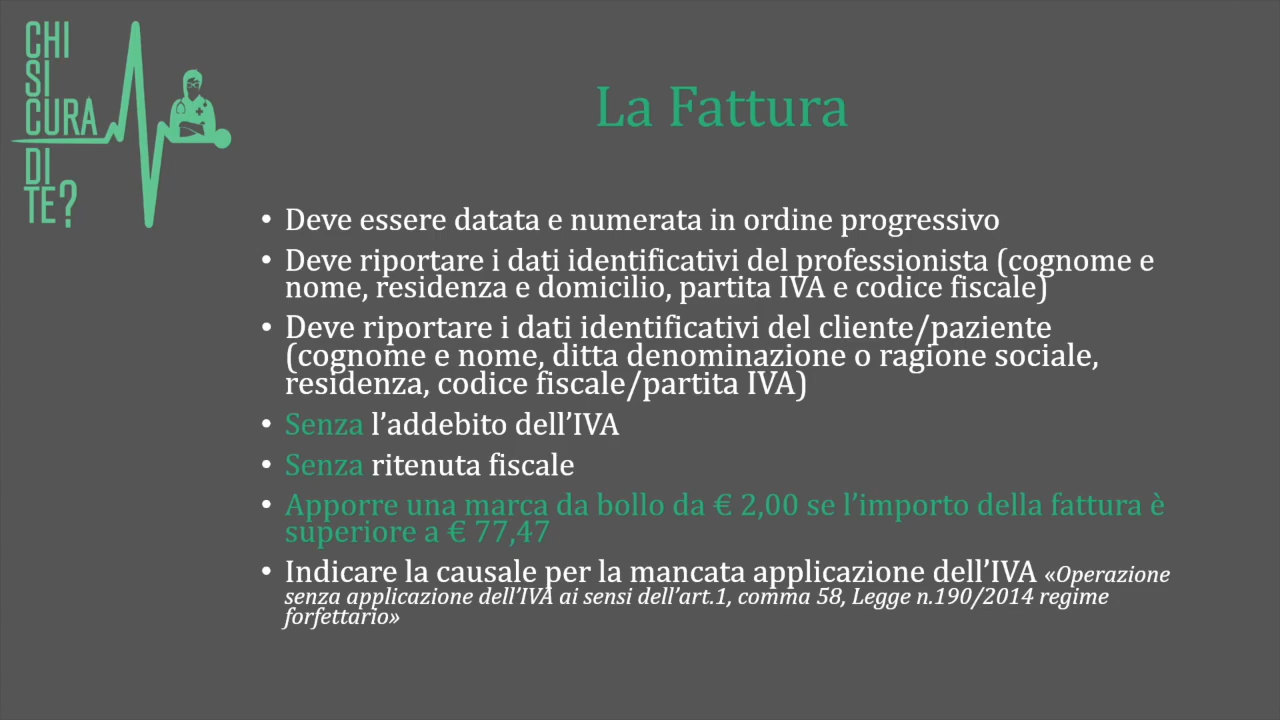 CHI
SI
CURA
DI
TE?
La Fattura
• Deve essere datata e numerata in ordine progressivo
• Deve riportare i dati identificativi del professionista (cognome e
nome, residenza e domicilio, partita IVA e codice fiscale)
• Deve riportare i dati identificativi del cliente/paziente
(cognome e nome, ditta denominazione o ragione sociale,
residenza, codice fiscale/partita IVA)
• Senza l’addebito dell’IVA
• Senza ritenuta fiscale
• Apporre una marca da bollo da € 2,00 se l’importo della fattura è
superiore a € 77,47
• Indicare la causale per la mancata applicazione dell’IVA «Operazione
senza applicazione dell’IVA ai sensi dell’art.1, comma 58, Legge n.190/2014 regime
forfettario»